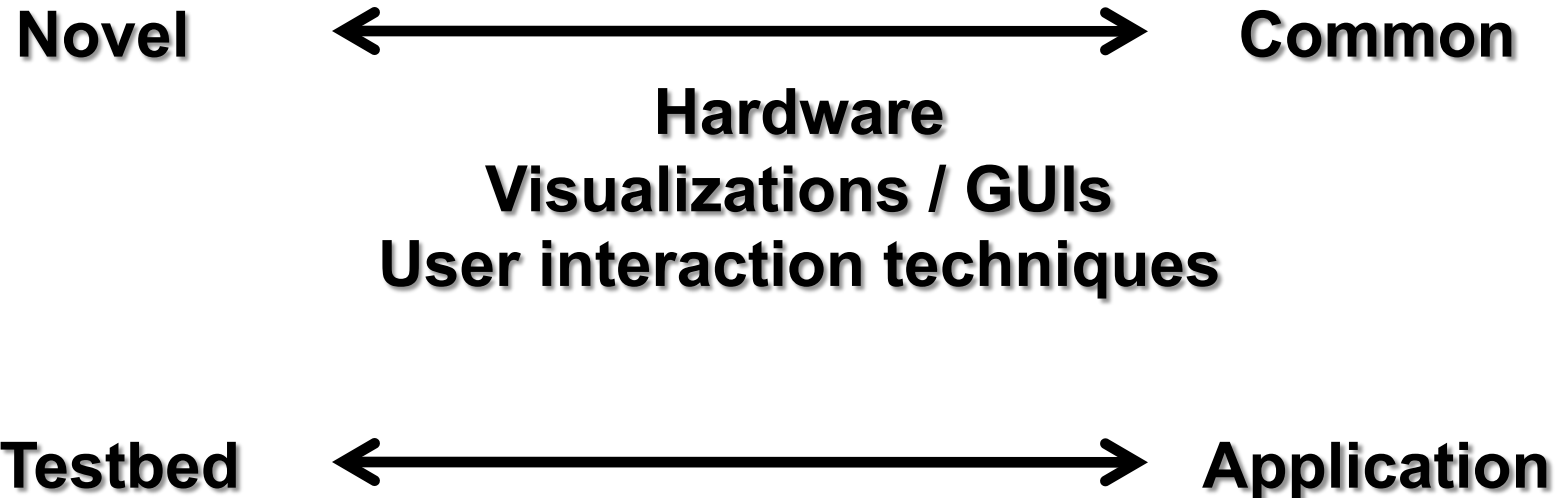 Novel Common
Hardware
Visualizations / GUIs
User interaction techniques
Testbed Application